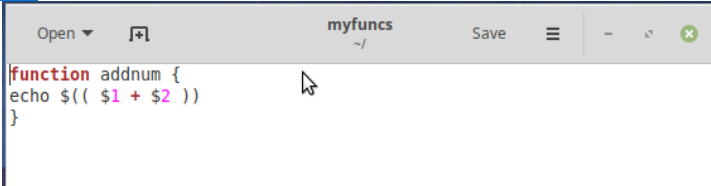 Open
myfuncs
~/
Save
function addnum {
echo $(( $1 + $2 ))
}